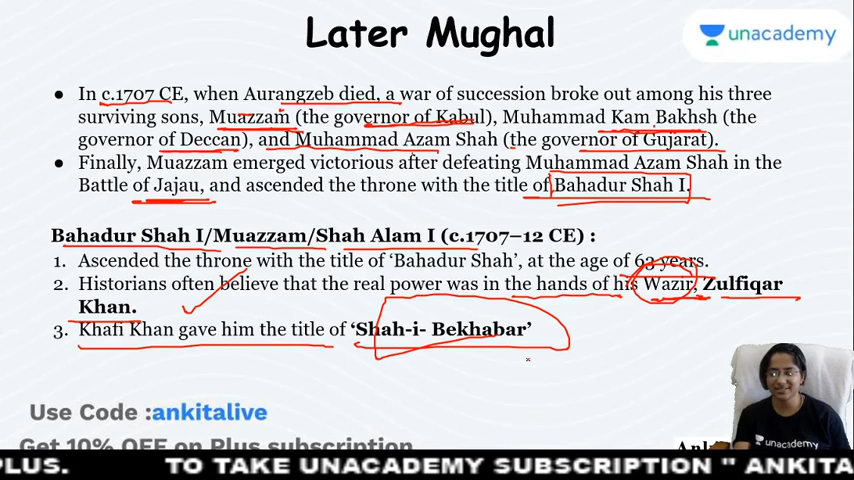 Later Mughal
unacademy
• In c.1707 CE, when Aurangzeb died, a war of succession broke out among his three
surviving sons, Muazzam (the governor of Kabul), Muhammad Kam Bakhsh (the
governor of Deccan), and Muhammad Azam Shah (the governor of Gujarat).
• Finally, Muazzam emerged victorious after defeating Muhammad Azam Shah in the
Battle of Jajau, and ascended the throne with the title of Bahadur Shah I.
Bahadur Shah I/Muazzam/Shah Alam I (c.1707–12 CE) :
1. Ascended the throne with the title of ‘Bahadur Shah’, at the age of 63 years.
2. Historians often believe that the real power was in the hands of his Wazir, Zulfiqar
Khan.
3. Khafi Khan gave him the title of ‘Shah-i- Bekhabar’
Use Code :ankitalive
Get 10% OFF on Plus subscription
unacademy
PLUS. TO TAKE UNACADEMY SUBSCRIPTION " ANKITA